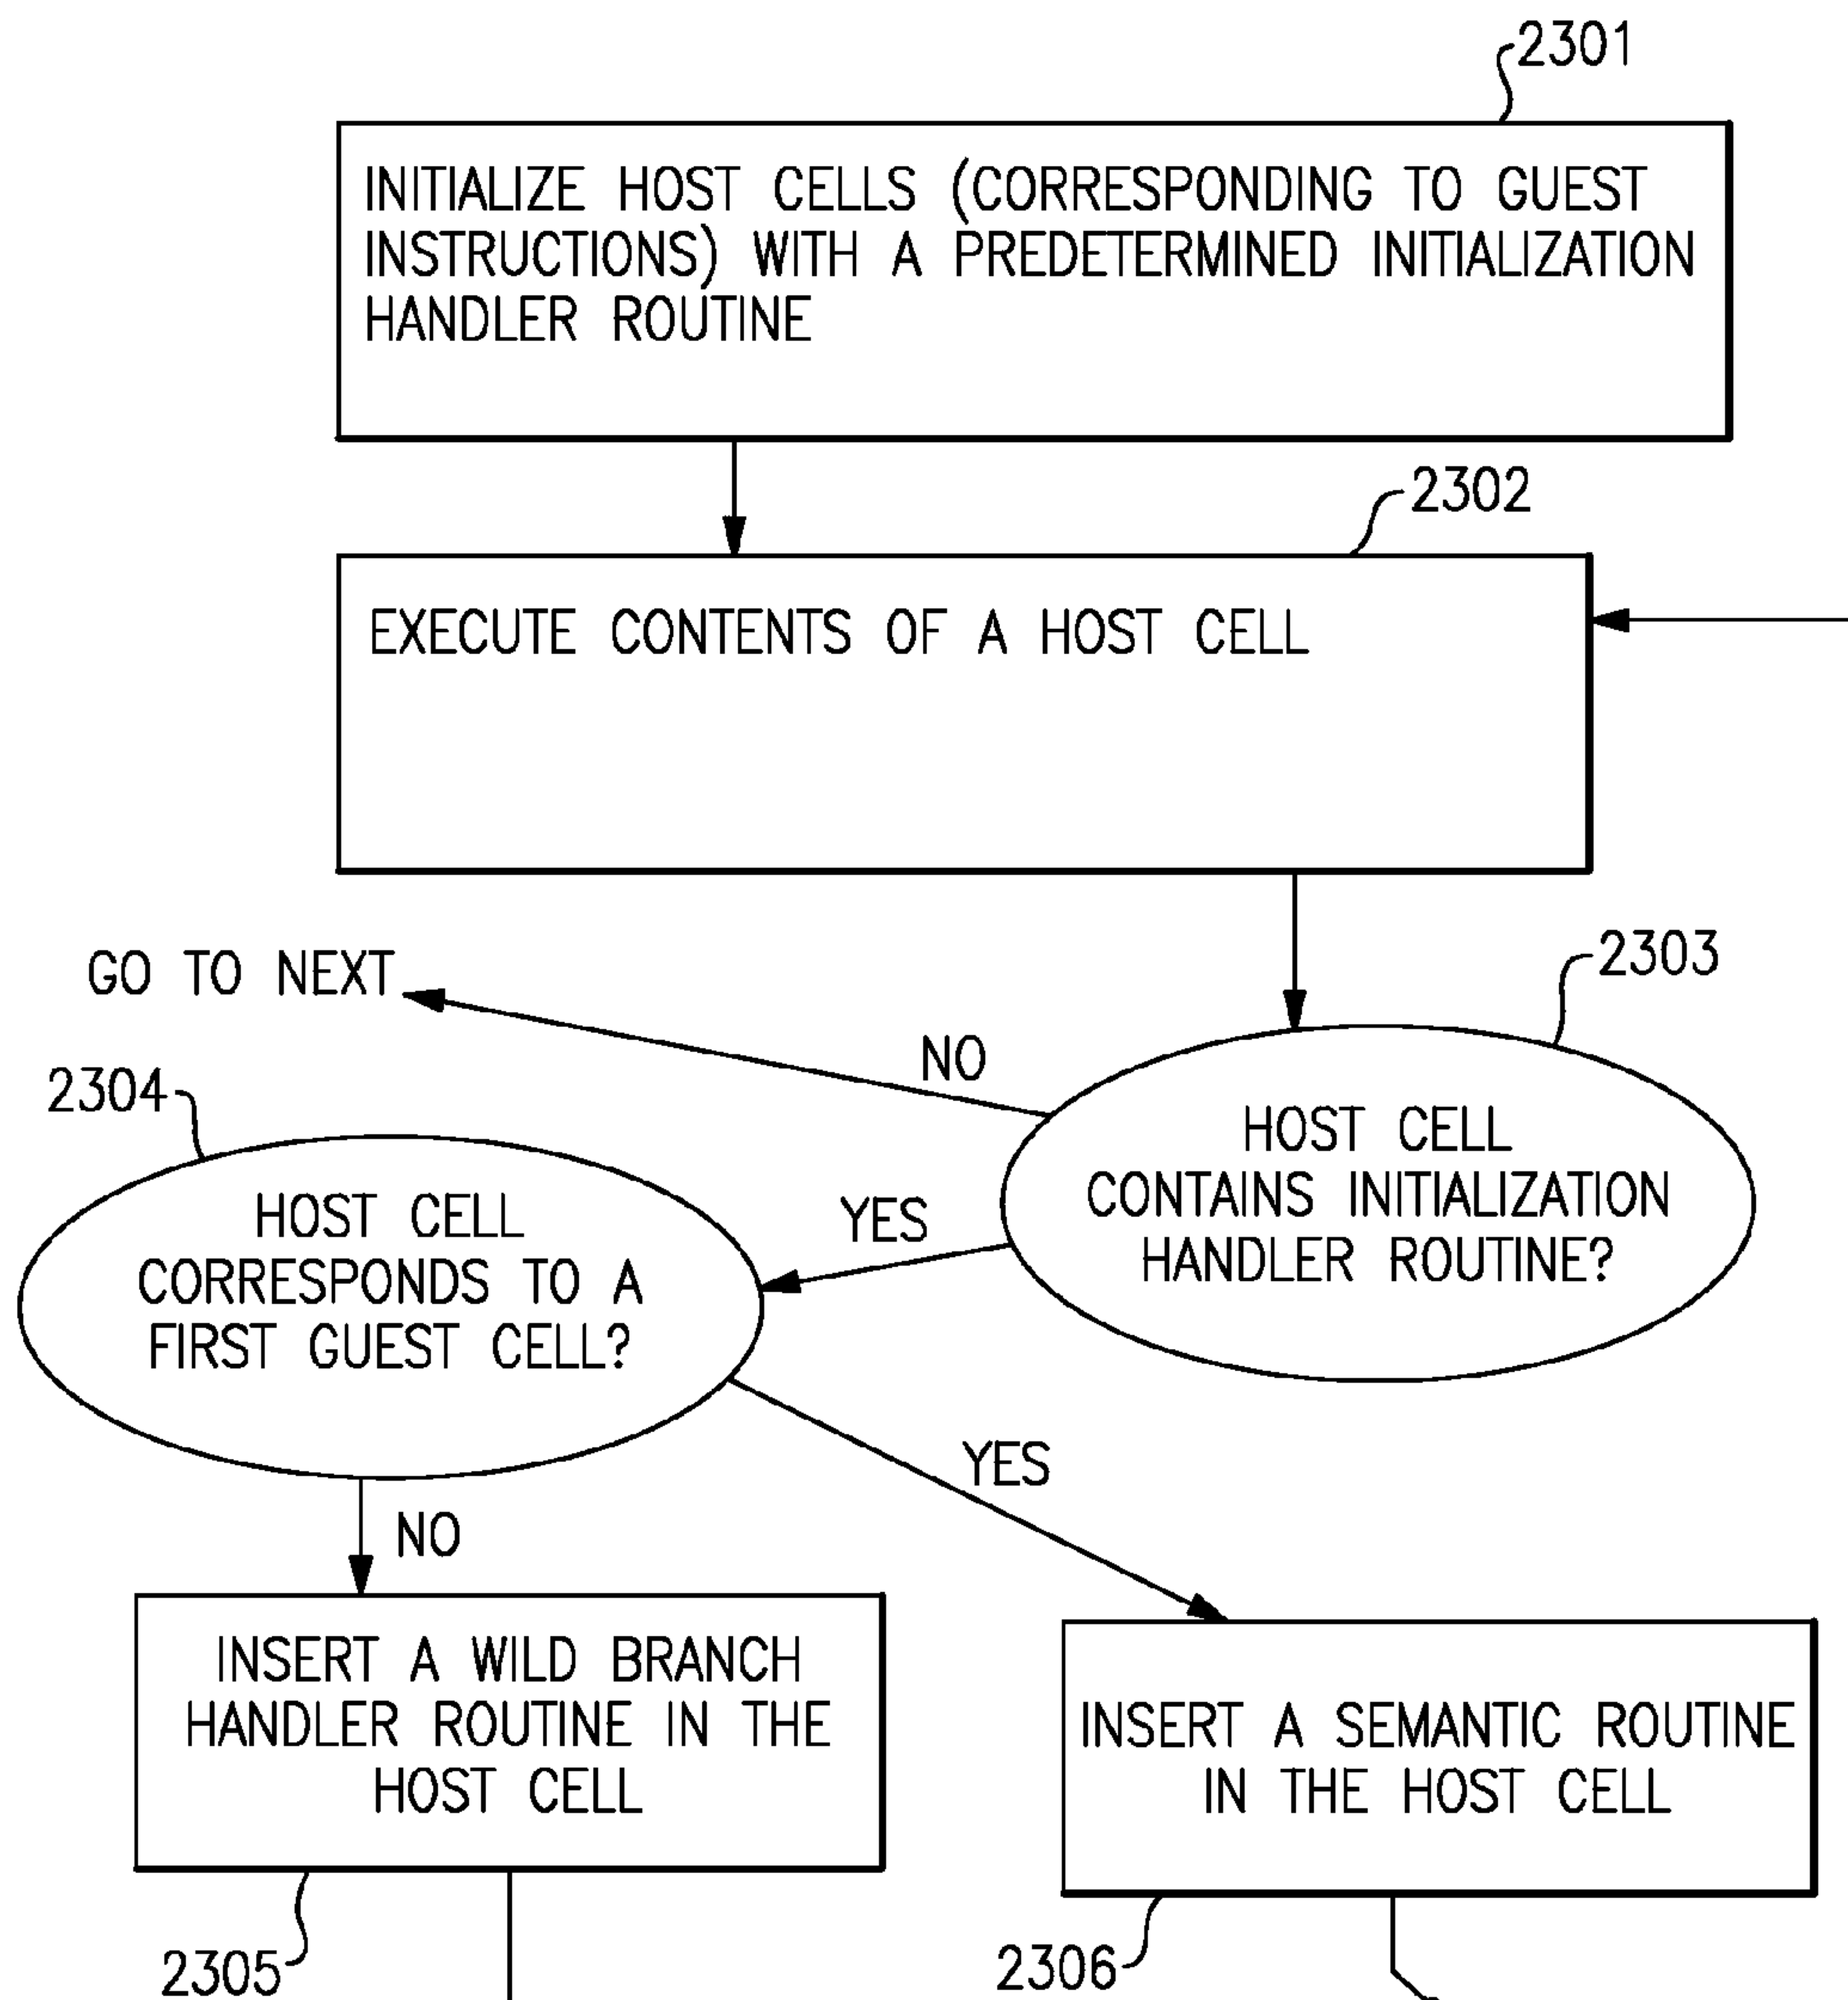 2301
INITIALIZE HOST CELLS (CORRESPONDING TO GUEST
INSTRUCTIONS) WITH A PREDETERMINED INITIALIZATION
HANDLER ROUTINE
2302
EXECUTE CONTENTS OF A HOST CELL
GO TO NEXT
2303
NO
HOST CELL
CONTAINS INITIALIZATION
HANDLER ROUTINE?
2304
YES
HOST CELL
CORRESPONDS TO A
FIRST GUEST CELL?
YES
NO
INSERT A WILD BRANCH
HANDLER ROUTINE IN THE
HOST CELL
INSERT A SEMANTIC ROUTINE
IN THE HOST CELL
2305
2306